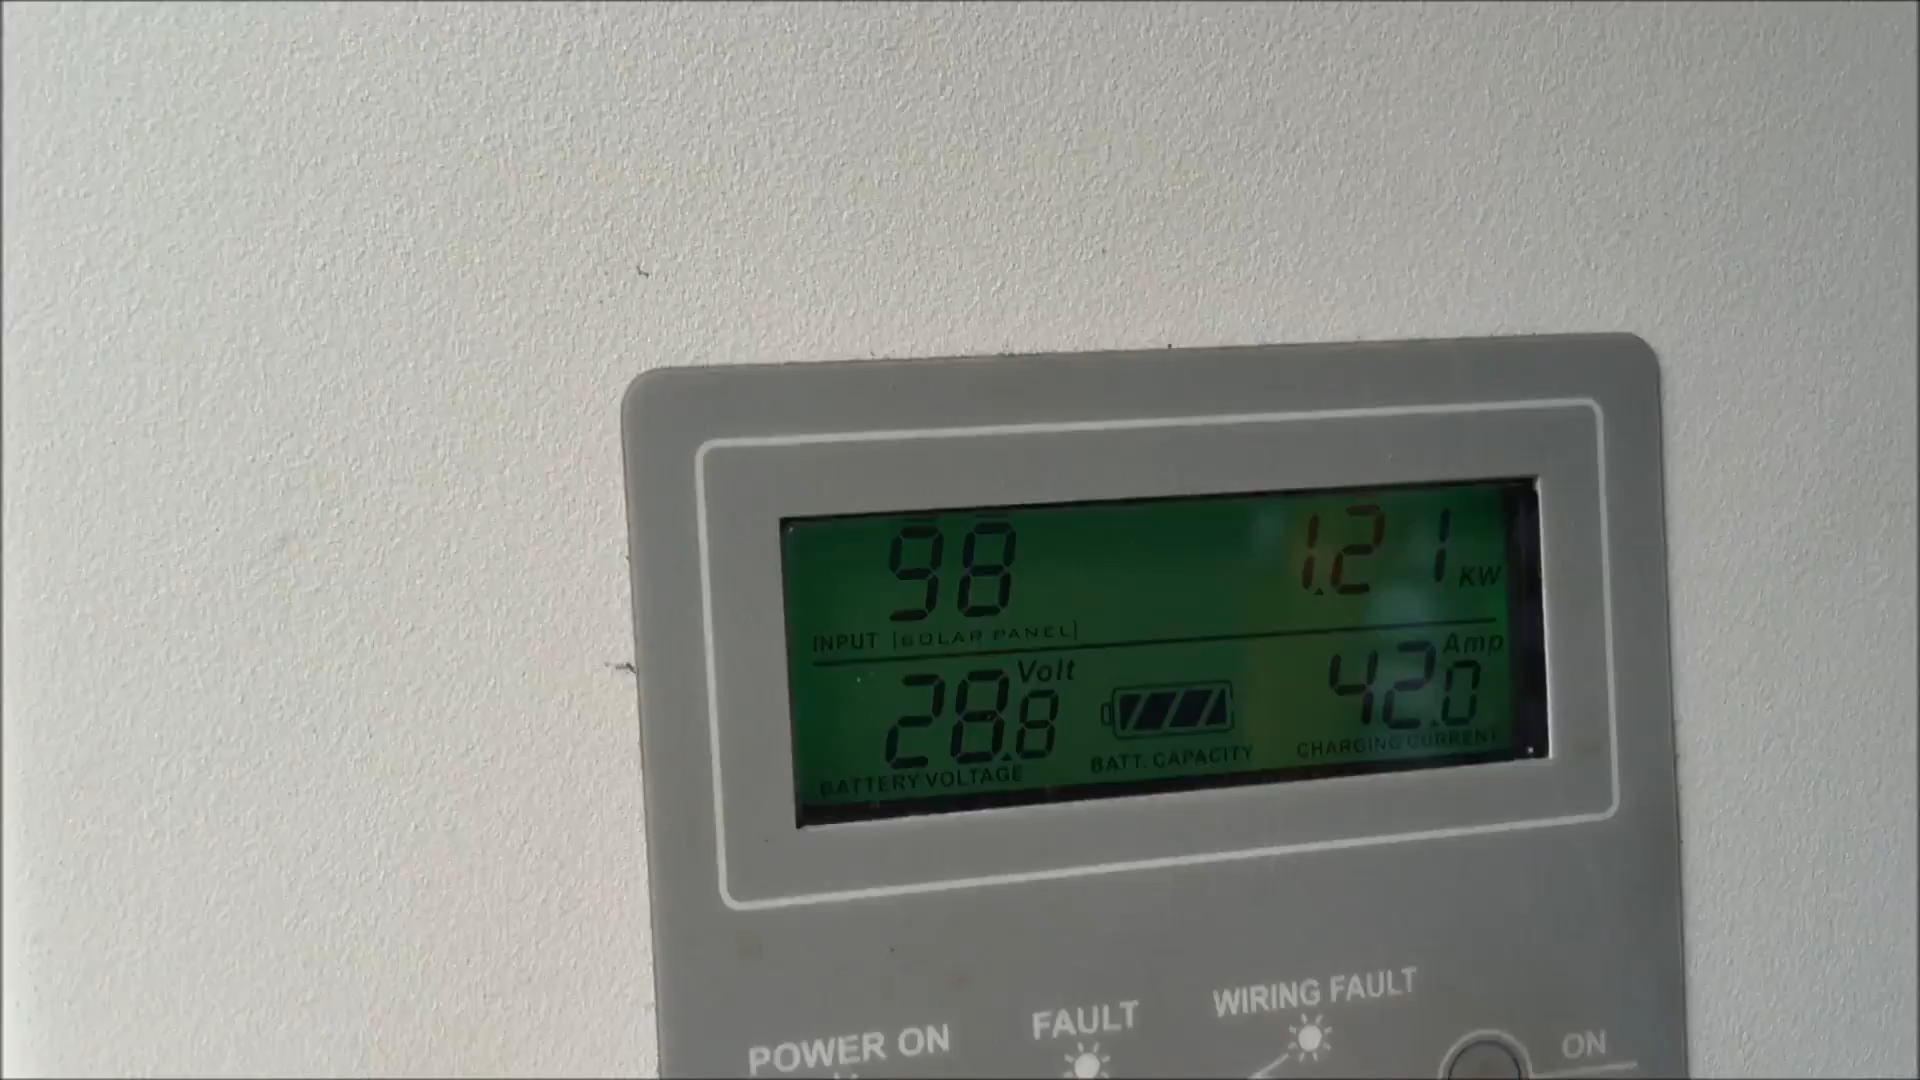 98 1.21 KW
INPUT [SOLAR PANEL]
28.8 Volt 42.0 Amp
BATTERY VOLTAGE BATT. CAPACITY CHARGING CURRENT
POWER ON FAULT WIRING FAULT ON